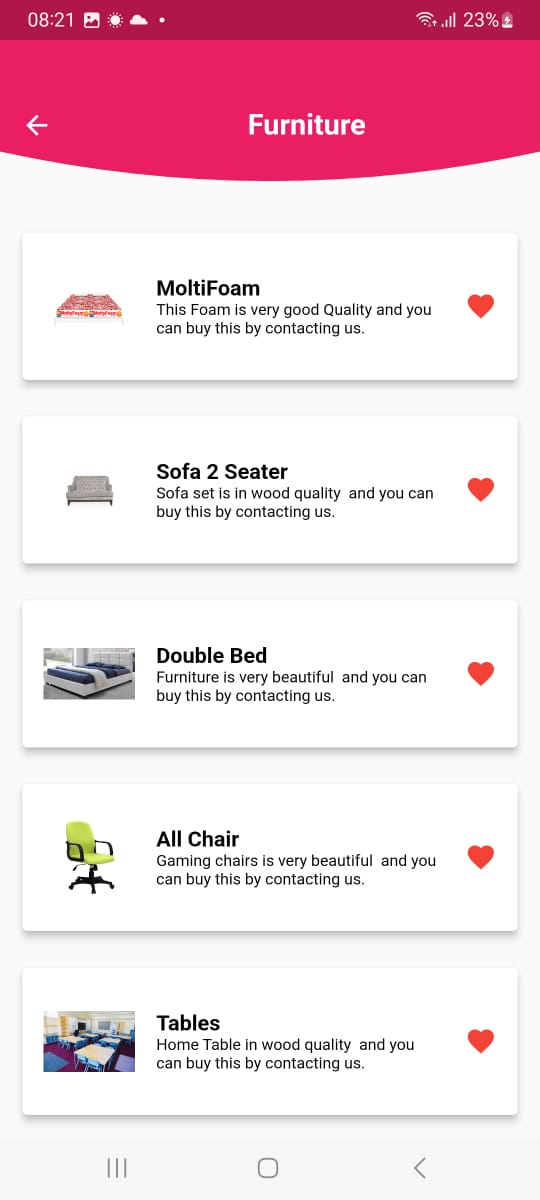 08:21
23%
Furniture
MoltiFoam
This Foam is very good Quality and you
can buy this by contacting us.
MoltyFoam MoltyFoam
Sofa 2 Seater
Sofa set is in wood quality  and you can
buy this by contacting us.
Double Bed
Furniture is very beautiful  and you can
buy this by contacting us.
All Chair
Gaming chairs is very beautiful  and you
can buy this by contacting us.
Tables
Home Table in wood quality  and you
can buy this by contacting us.